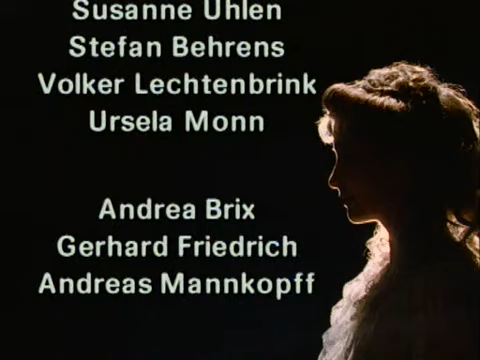 Susanne Uhlen
Stefan Behrens
Volker Lechtenbrink
Ursela Monn
Andrea Brix
Gerhard Friedrich
Andreas Mannkopff